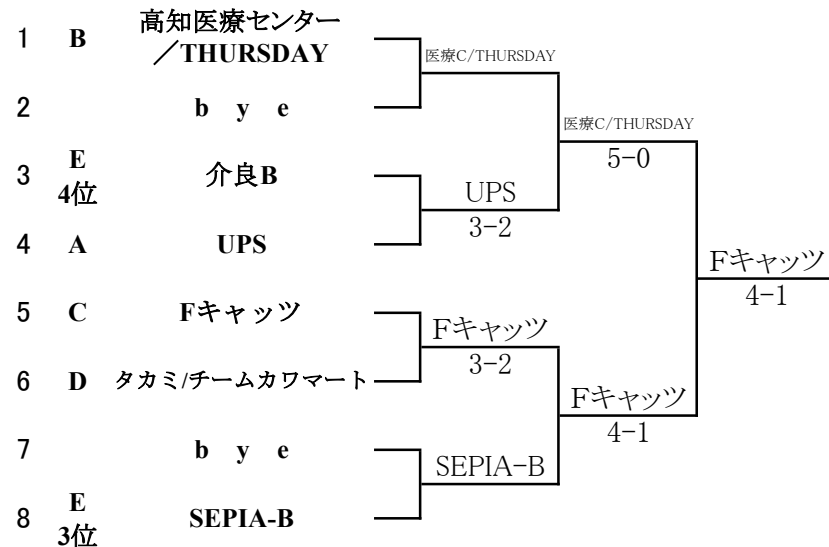 1 B 高知医療センター
／THURSDAY
医療C/THURSDAY
2 b y e
医療C/THURSDAY
5-0
3 E
4位 介良B
UPS
3-2
4 A UPS
Fキャッツ
4-1
5 C Fキャッツ
Fキャッツ
3-2
6 D タカミ/チームカワマート
Fキャッツ
4-1
7 b y e
SEPIA-B
8 E
3位 SEPIA-B